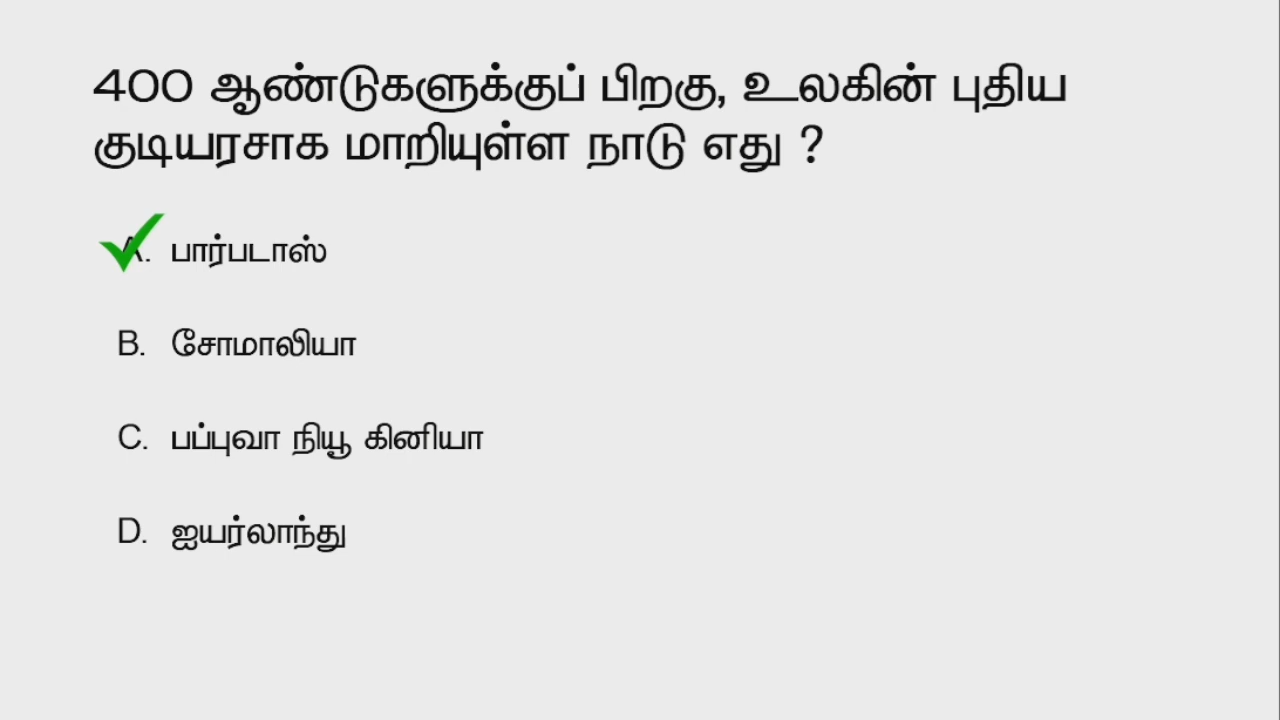 400 ஆண்டுகளுக்குப் பிறகு, உலகின் புதிய
குடியரசாக மாறியுள்ள நாடு எது ?
A. பார்படாஸ்
B. சோமாலியா
C. பப்புவா நியூ கினியா
D. ஐயர்லாந்து